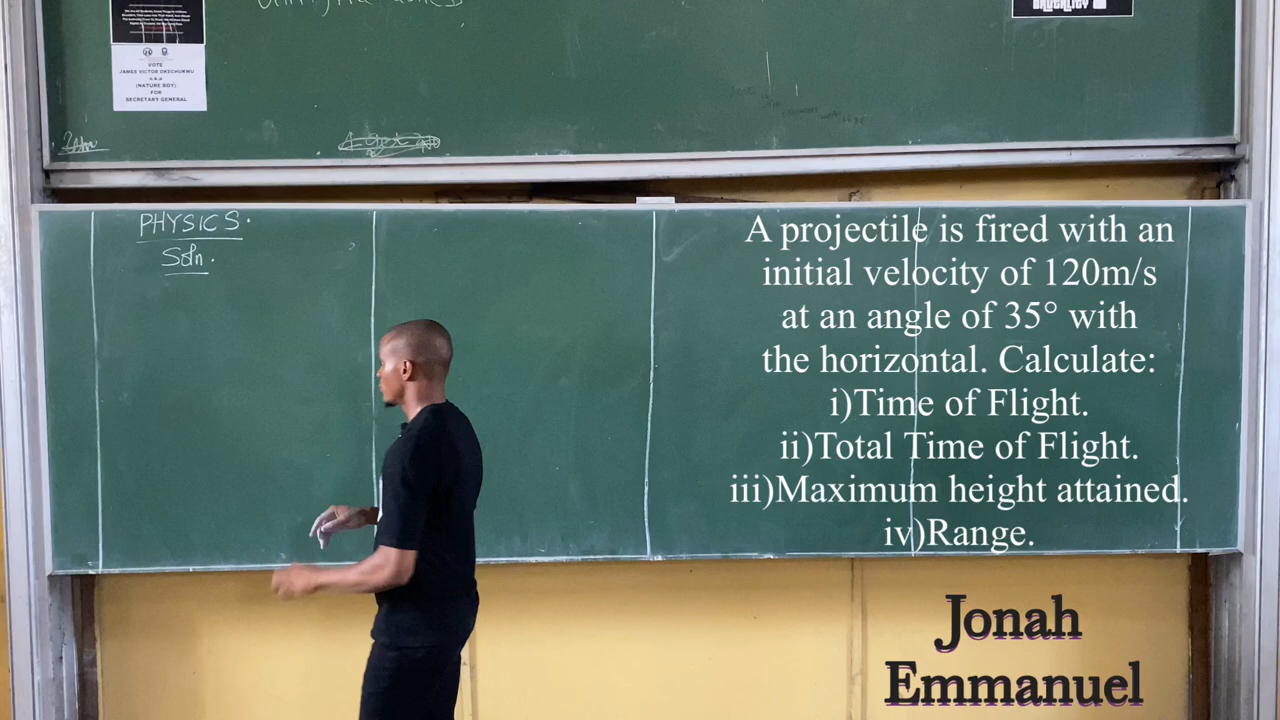 VOTE
JAMES VICTOR OKECHUKWU
a.k.a
(NATURE BOY)
FOR
SECRETARY GENERAL
PHYSICS.
Soln.
A projectile is fired with an
initial velocity of 120m/s
at an angle of 35° with
the horizontal. Calculate:
i)Time of Flight.
ii)Total Time of Flight.
iii)Maximum height attained.
iv)Range.
Jonah
Emmanuel